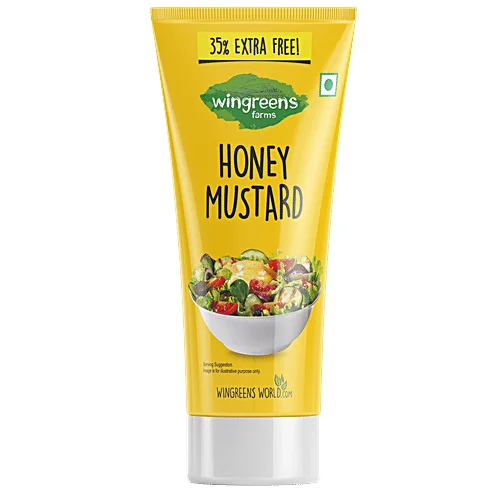 35% EXTRA FREE!
wingreens
farms
HONEY
MUSTARD
Serving Suggestion.
Image is for illustrative purpose only.
WINGREENS WORLD.com